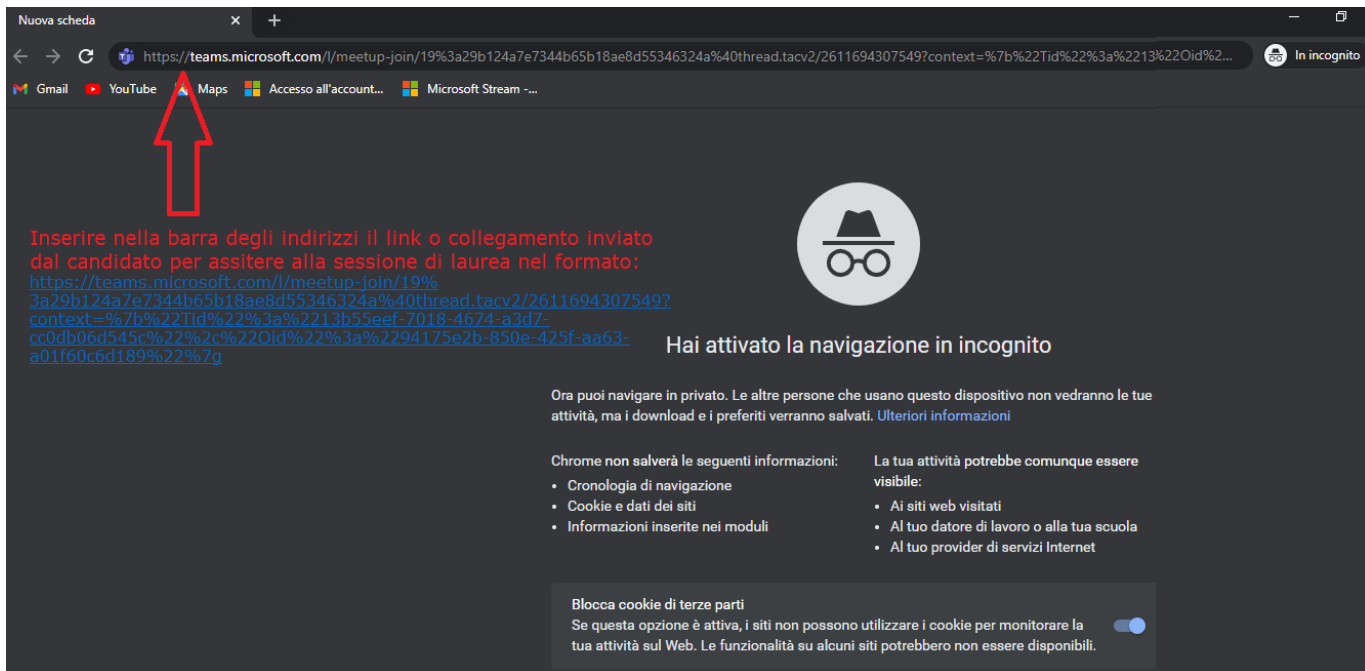 Nuova scheda
https://teams.microsoft.com/l/meetup-join/19%3a29b124a7e7344b65b18ae8d55346324a%40thread.tacv2/2611694307549?context=%7b%22Tid%22%3a%2213%22Oid%2...
In incognito
Gmail YouTube Maps Accesso all'account... Microsoft Stream -...
Inserire nella barra degli indirizzi il link o collegamento inviato
dal candidato per assitere alla sessione di laurea nel formato:
https://teams.microsoft.com/l/meetup-join/19%
3a29b124a7e7344b65b18ae8d55346324a%40thread.tacv2/2611694307549?
context=%7b%22Tid%22%3a%2213b55eef-7018-4674-a3d7-
cc0db06d545c%22%2c%22Oid%22%3a%2294175e2b-850e-425f-aa63-
a01f60c6d189%22%7g
Hai attivato la navigazione in incognito
Ora puoi navigare in privato. Le altre persone che usano questo dispositivo non vedranno le tue
attività, ma i download e i preferiti verranno salvati. Ulteriori informazioni
Chrome non salverà le seguenti informazioni:
• Cronologia di navigazione
• Cookie e dati dei siti
• Informazioni inserite nei moduli
La tua attività potrebbe comunque essere
visibile:
• Ai siti web visitati
• Al tuo datore di lavoro o alla tua scuola
• Al tuo provider di servizi Internet
Blocca cookie di terze parti
Se questa opzione è attiva, i siti non possono utilizzare i cookie per monitorare la
tua attività sul Web. Le funzionalità su alcuni siti potrebbero non essere disponibili.